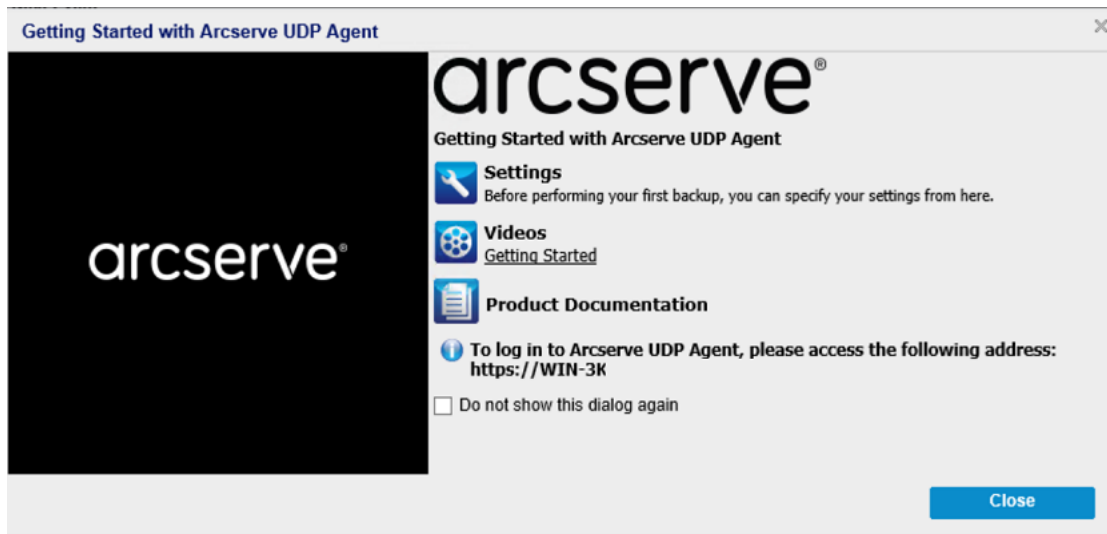 Getting Started with Arcserve UDP Agent
arcserve®
arcserve®
Getting Started with Arcserve UDP Agent
Settings
Before performing your first backup, you can specify your settings from here.
Videos
Getting Started
Product Documentation
To log in to Arcserve UDP Agent, please access the following address:
https://WIN-3K
Do not show this dialog again
Close